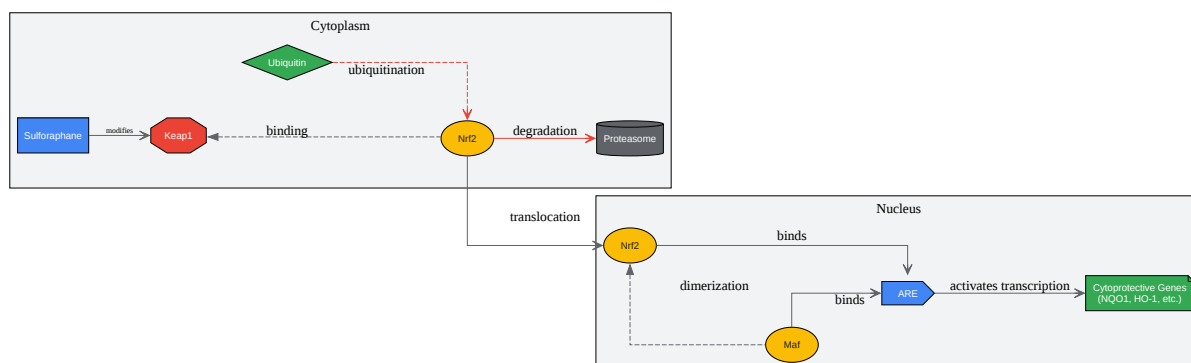 Cytoplasm
Ubiquitin
ubiquitination
Sulforaphane
modifies
Keap1
binding
Nrf2
degradation
Proteasome
translocation
Nucleus
Nrf2
binds
dimerization
binds
ARE
activates transcription
Cytoprotective Genes
(NQO1, HO-1, etc.)
Maf